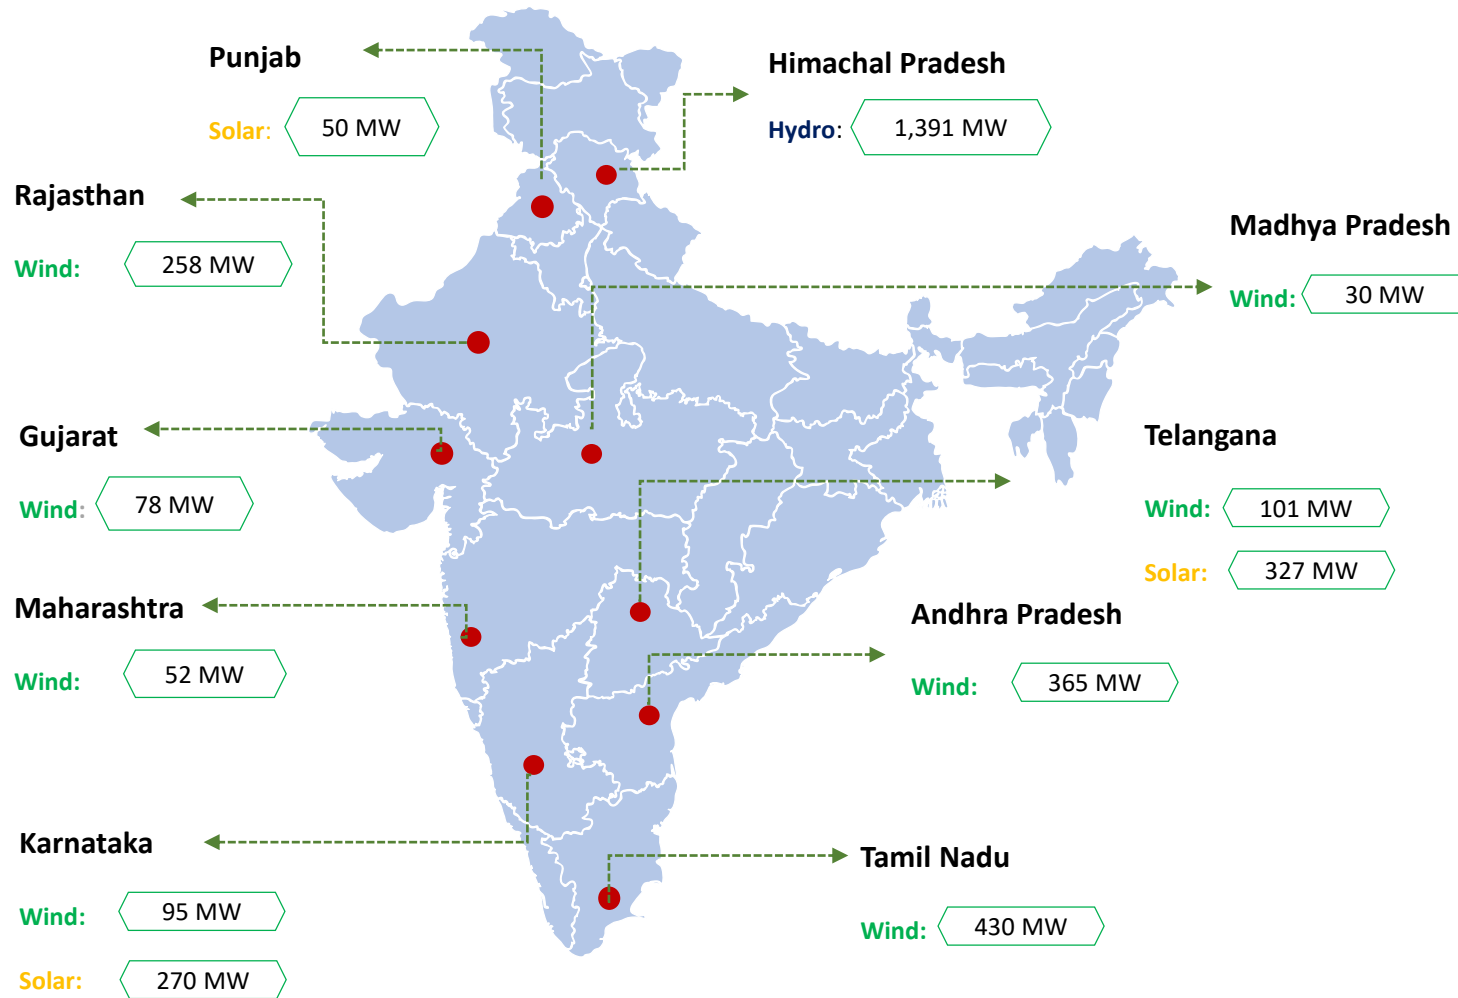 Punjab
Solar: 50 MW
Himachal Pradesh
Hydro: 1,391 MW
Rajasthan
Wind: 258 MW
Madhya Pradesh
Wind: 30 MW
Gujarat
Wind: 78 MW
Telangana
Wind: 101 MW
Solar: 327 MW
Maharashtra
Wind: 52 MW
Andhra Pradesh
Wind: 365 MW
Karnataka
Wind: 95 MW
Solar: 270 MW
Tamil Nadu
Wind: 430 MW